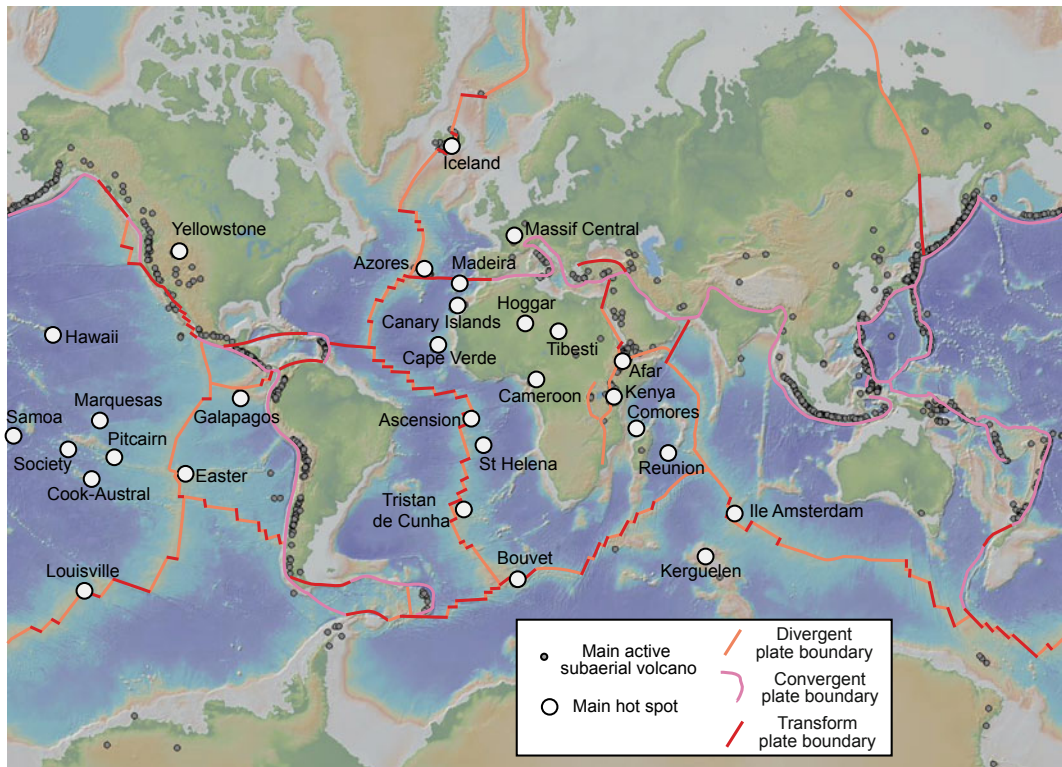 Iceland
Yellowstone
Massif Central
Azores
Madeira
Hoggar
Canary Islands
Hawaii
Tibesti
Cape Verde
Afar
Cameroon
Kenya
Marquesas
Galapagos
Comores
Samoa
Ascension
Pitcairn
Society
St Helena
Reunion
Easter
Cook-Austral
Tristan
de Cunha
Ile Amsterdam
Bouvet
Louisville
Kerguelen
Main active
subaerial volcano
Main hot spot
Divergent
plate boundary
Convergent
plate boundary
Transform
plate boundary